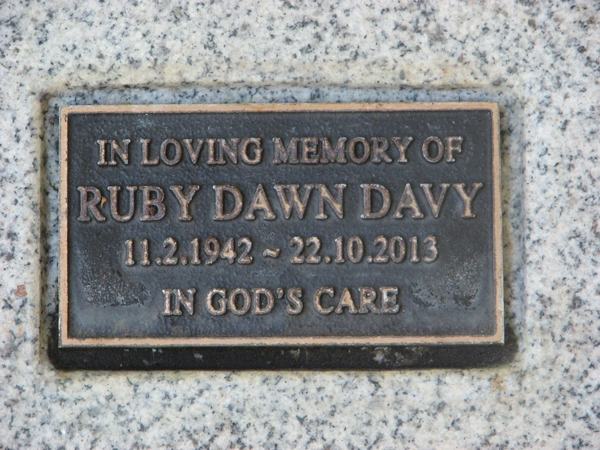 IN LOVING MEMORY OF
RUBY DAWN DAVY
11.2.1942 ~ 22.10.2013
IN GOD'S CARE